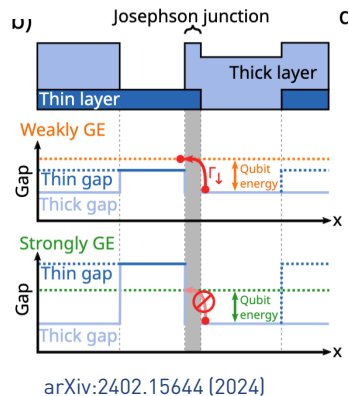 b)
Josephson junction
Thick layer
Thin layer
Weakly GE
Gap
Thin gap
Thick gap
Γ↓
Qubit
energy
x
Strongly GE
Gap
Thin gap
Thick gap
Qubit
energy
x
arXiv:2402.15644 (2024)